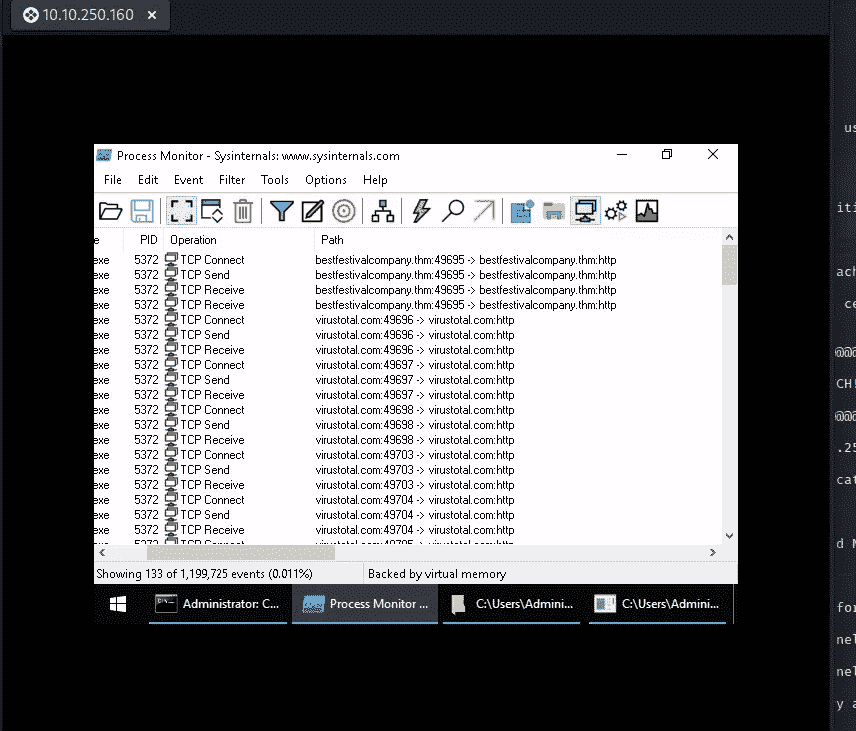 10.10.250.160
Process Monitor - Sysinternals: www.sysinternals.com
File Edit Event Filter Tools Options Help
e PID Operation Path
exe 5372 TCP Connect bestfestivalcompany.thm:49695 -> bestfestivalcompany.thm:http
exe 5372 TCP Send bestfestivalcompany.thm:49695 -> bestfestivalcompany.thm:http
exe 5372 TCP Receive bestfestivalcompany.thm:49695 -> bestfestivalcompany.thm:http
exe 5372 TCP Receive bestfestivalcompany.thm:49695 -> bestfestivalcompany.thm:http
exe 5372 TCP Connect virustotal.com:49696 -> virustotal.com:http
exe 5372 TCP Send virustotal.com:49696 -> virustotal.com:http
exe 5372 TCP Receive virustotal.com:49696 -> virustotal.com:http
exe 5372 TCP Connect virustotal.com:49697 -> virustotal.com:http
exe 5372 TCP Send virustotal.com:49697 -> virustotal.com:http
exe 5372 TCP Receive virustotal.com:49697 -> virustotal.com:http
exe 5372 TCP Connect virustotal.com:49698 -> virustotal.com:http
exe 5372 TCP Send virustotal.com:49698 -> virustotal.com:http
exe 5372 TCP Receive virustotal.com:49698 -> virustotal.com:http
exe 5372 TCP Connect virustotal.com:49703 -> virustotal.com:http
exe 5372 TCP Send virustotal.com:49703 -> virustotal.com:http
exe 5372 TCP Receive virustotal.com:49703 -> virustotal.com:http
exe 5372 TCP Connect virustotal.com:49704 -> virustotal.com:http
exe 5372 TCP Send virustotal.com:49704 -> virustotal.com:http
exe 5372 TCP Receive virustotal.com:49704 -> virustotal.com:http
Showing 133 of 1,199,725 events (0.011%) Backed by virtual memory
Administrator: C... Process Monitor ... C:\Users\Admini... C:\Users\Admini...
us
iti
ach
ce
@@@
CH!
@@@
.25
cat
d
for
nel
nel
y a